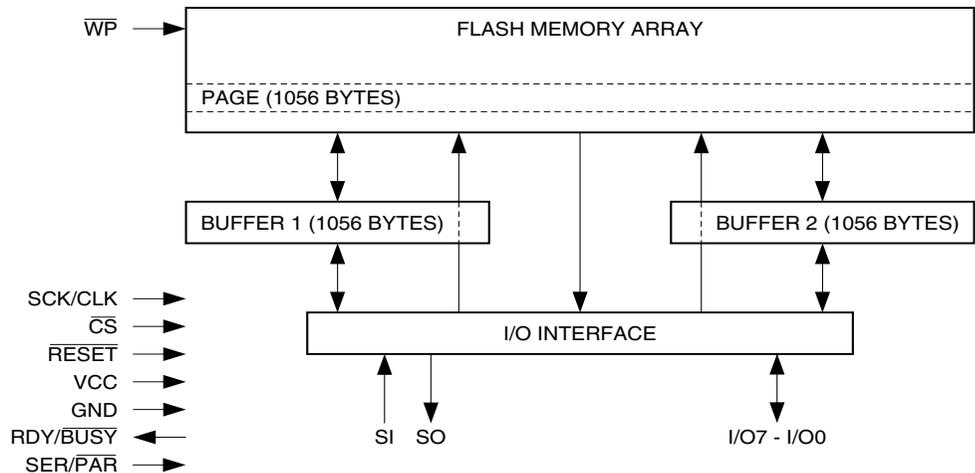 WP FLASH MEMORY ARRAY
PAGE (1056 BYTES)
BUFFER 1 (1056 BYTES) BUFFER 2 (1056 BYTES)
SCK/CLK
CS
I/O INTERFACE
RESET
VCC
GND
RDY/BUSY SI SO I/O7 - I/O0
SER/PAR